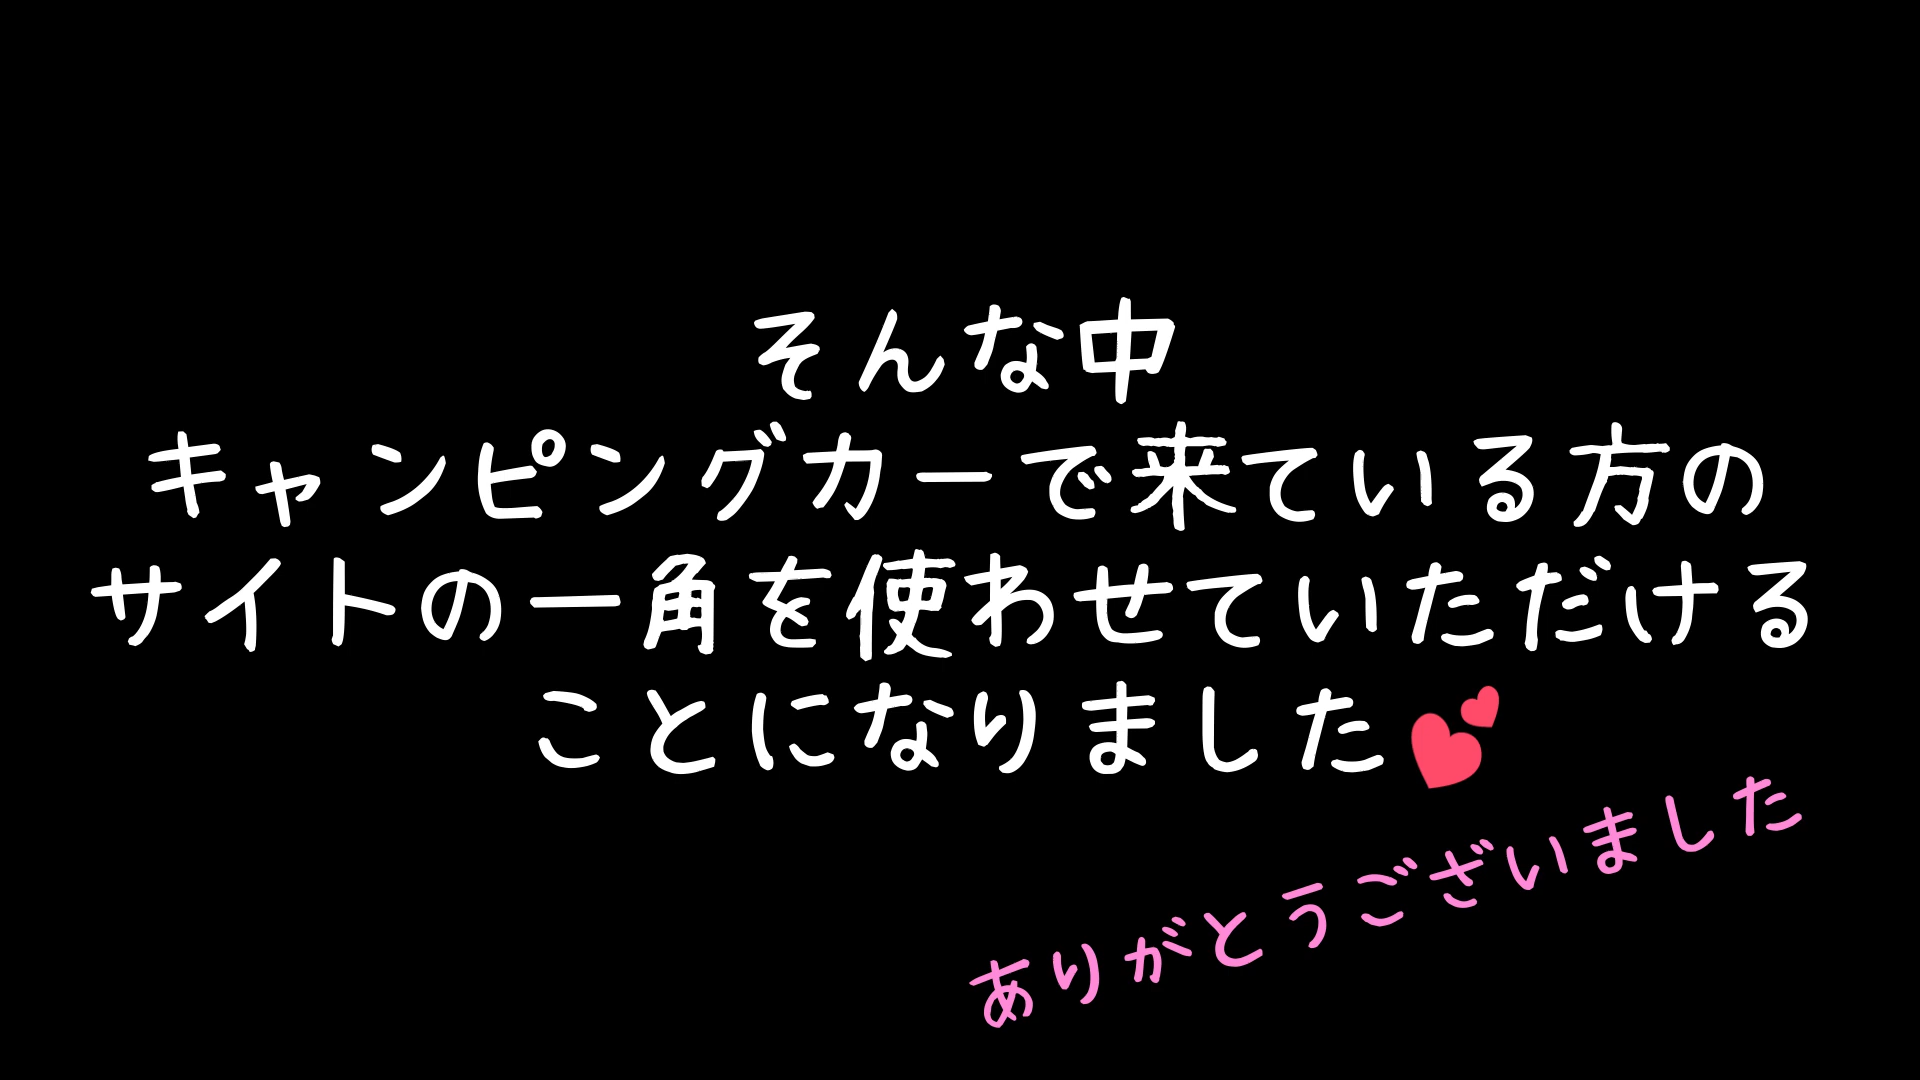 そんな中
キャンピングカーで来ている方の
サイトの一角を使わせていただける
ことになりました💕
ありがとうございました